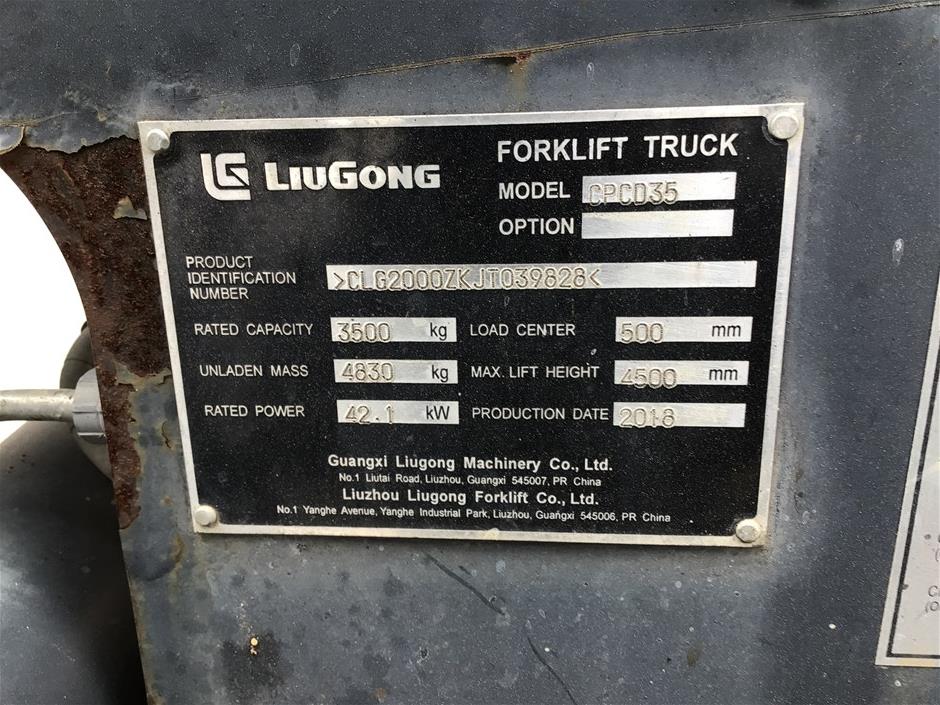 LG LIUGONG
FORKLIFT TRUCK
MODEL CPCD35
OPTION
PRODUCT
IDENTIFICATION
NUMBER
>CLG2000ZKJT039828<
RATED CAPACITY 3500 kg LOAD CENTER 500 mm
UNLADEN MASS 4830 kg MAX. LIFT HEIGHT 4500 mm
RATED POWER 42.1 kW PRODUCTION DATE 2018
Guangxi Liugong Machinery Co., Ltd.
No.1 Liutai Road, Liuzhou, Guangxi 545007, PR China
Liuzhou Liugong Forklift Co., Ltd.
No.1 Yanghe Avenue, Yanghe Industrial Park, Liuzhou, Guangxi 545006, PR China